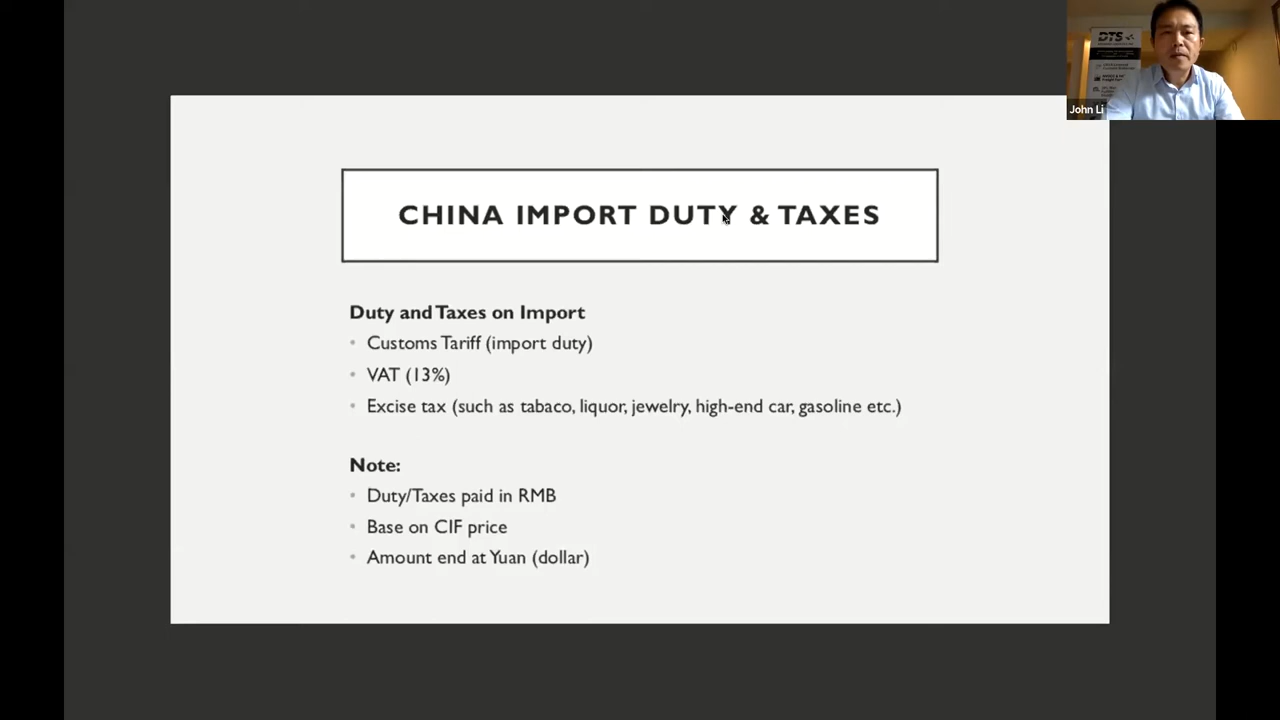 CHINA IMPORT DUTY & TAXES
Duty and Taxes on Import
• Customs Tariff (import duty)
• VAT (13%)
• Excise tax (such as tabaco, liquor, jewelry, high-end car, gasoline etc.)
Note:
• Duty/Taxes paid in RMB
• Base on CIF price
• Amount end at Yuan (dollar)
DTS
John Li